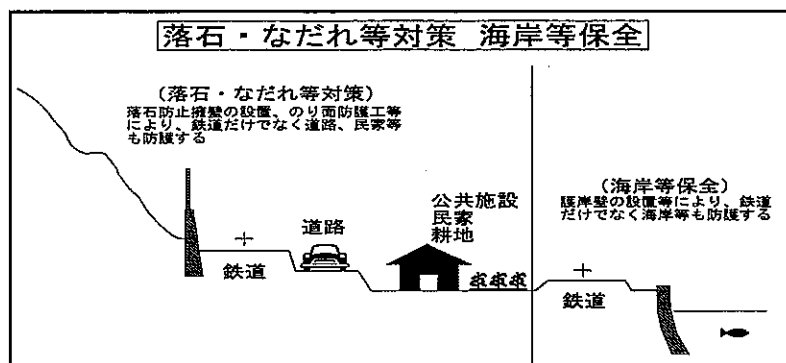 落石・なだれ等対策 海岸等保全
(落石・なだれ等対策)
落石防止擁壁の設置、のり面防護工等
により、鉄道だけでなく道路、民家等
も防護する
公共施設
民家
耕地
道路
鉄道
(海岸等保全)
護岸壁の設置等により、鉄道
だけでなく海岸等も防護する
鉄道